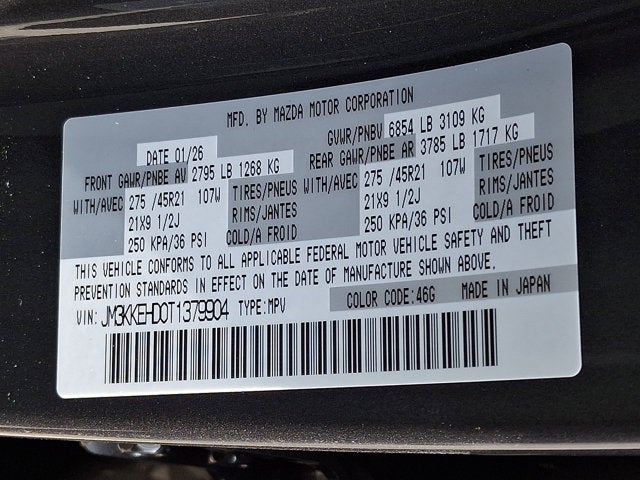 MFD. BY MAZDA MOTOR CORPORATION
DATE 01/26 GVWR/PNBV 6854 LB 3109 KG
FRONT GAWR/PNBE AV 2795 LB 1268 KG REAR GAWR/PNBE AR 3785 LB 1717 KG
WITH/AVEC 275 /45R21 107W TIRES/PNEUS WITH/AVEC 275 /45R21 107W TIRES/PNEUS
21X9 1/2J RIMS/JANTES 21X9 1/2J RIMS/JANTES
250 KPA/36 PSI COLD/A FROID 250 KPA/36 PSI COLD/A FROID
THIS VEHICLE CONFORMS TO ALL APPLICABLE FEDERAL MOTOR VEHICLE SAFETY AND THEFT
PREVENTION STANDARDS IN EFFECT ON THE DATE OF MANUFACTURE SHOWN ABOVE.
VIN: JM3KKEHD0T1379904 TYPE:MPV COLOR CODE:46G MADE IN JAPAN